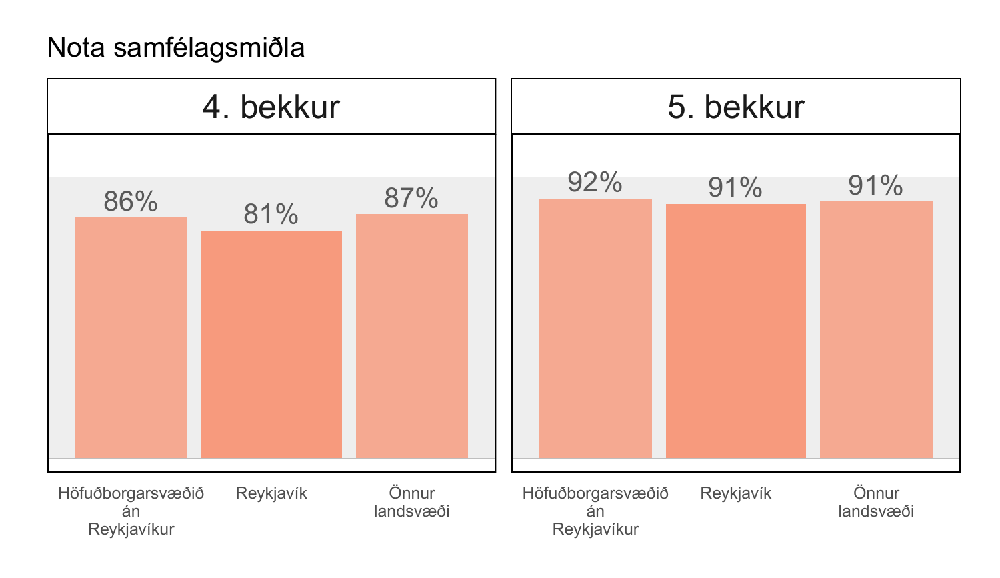 Nota samfélagsmiðla
4. bekkur
86%
81%
87%
Höfuðborgarsvæðið
án
Reykjavíkur
Reykjavík
Önnur
landsvæði
5. bekkur
92%
91%
91%
Höfuðborgarsvæðið
án
Reykjavíkur
Reykjavík
Önnur
landsvæði